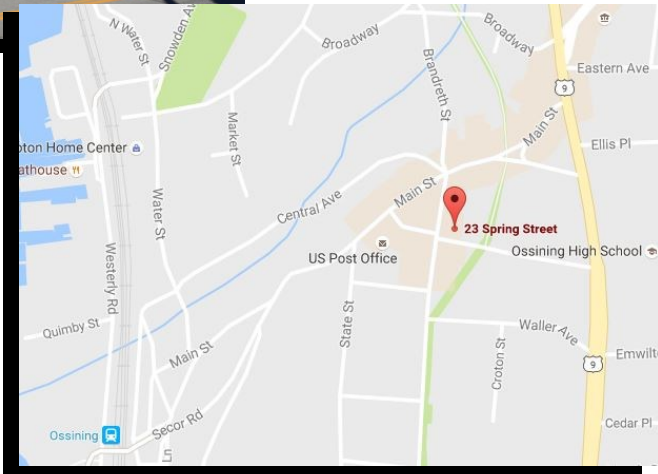 N Water St
Snowden Av
Broadway
Broadway
Brandreth St
Eastern Ave
9
Main St
Ellis Pl
Market St
pton Home Center
athouse
Water St
Central Ave
Main St
23 Spring Street
US Post Office
Ossining High School
Westerly Rd
State St
Quimby St
Waller Ave
Main St
Croton St
9
Emwilt
Secor Rd
Ossining
Cedar Pl